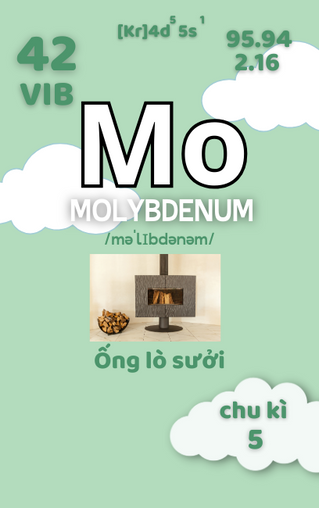 42
VIB
[Kr]4d⁵ 5s¹
95.94
2.16
Mo
MOLYBDENUM
/məˈlɪbdənəm/
Ống lò sưởi
chu kì
5